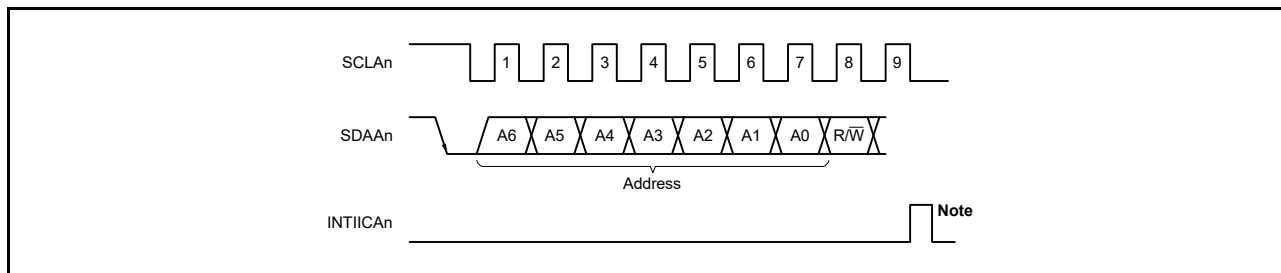 SCLAn 1 2 3 4 5 6 7 8 9
SDAAn A6 A5 A4 A3 A2 A1 A0 R/W̅
Address
INTIICAn Note